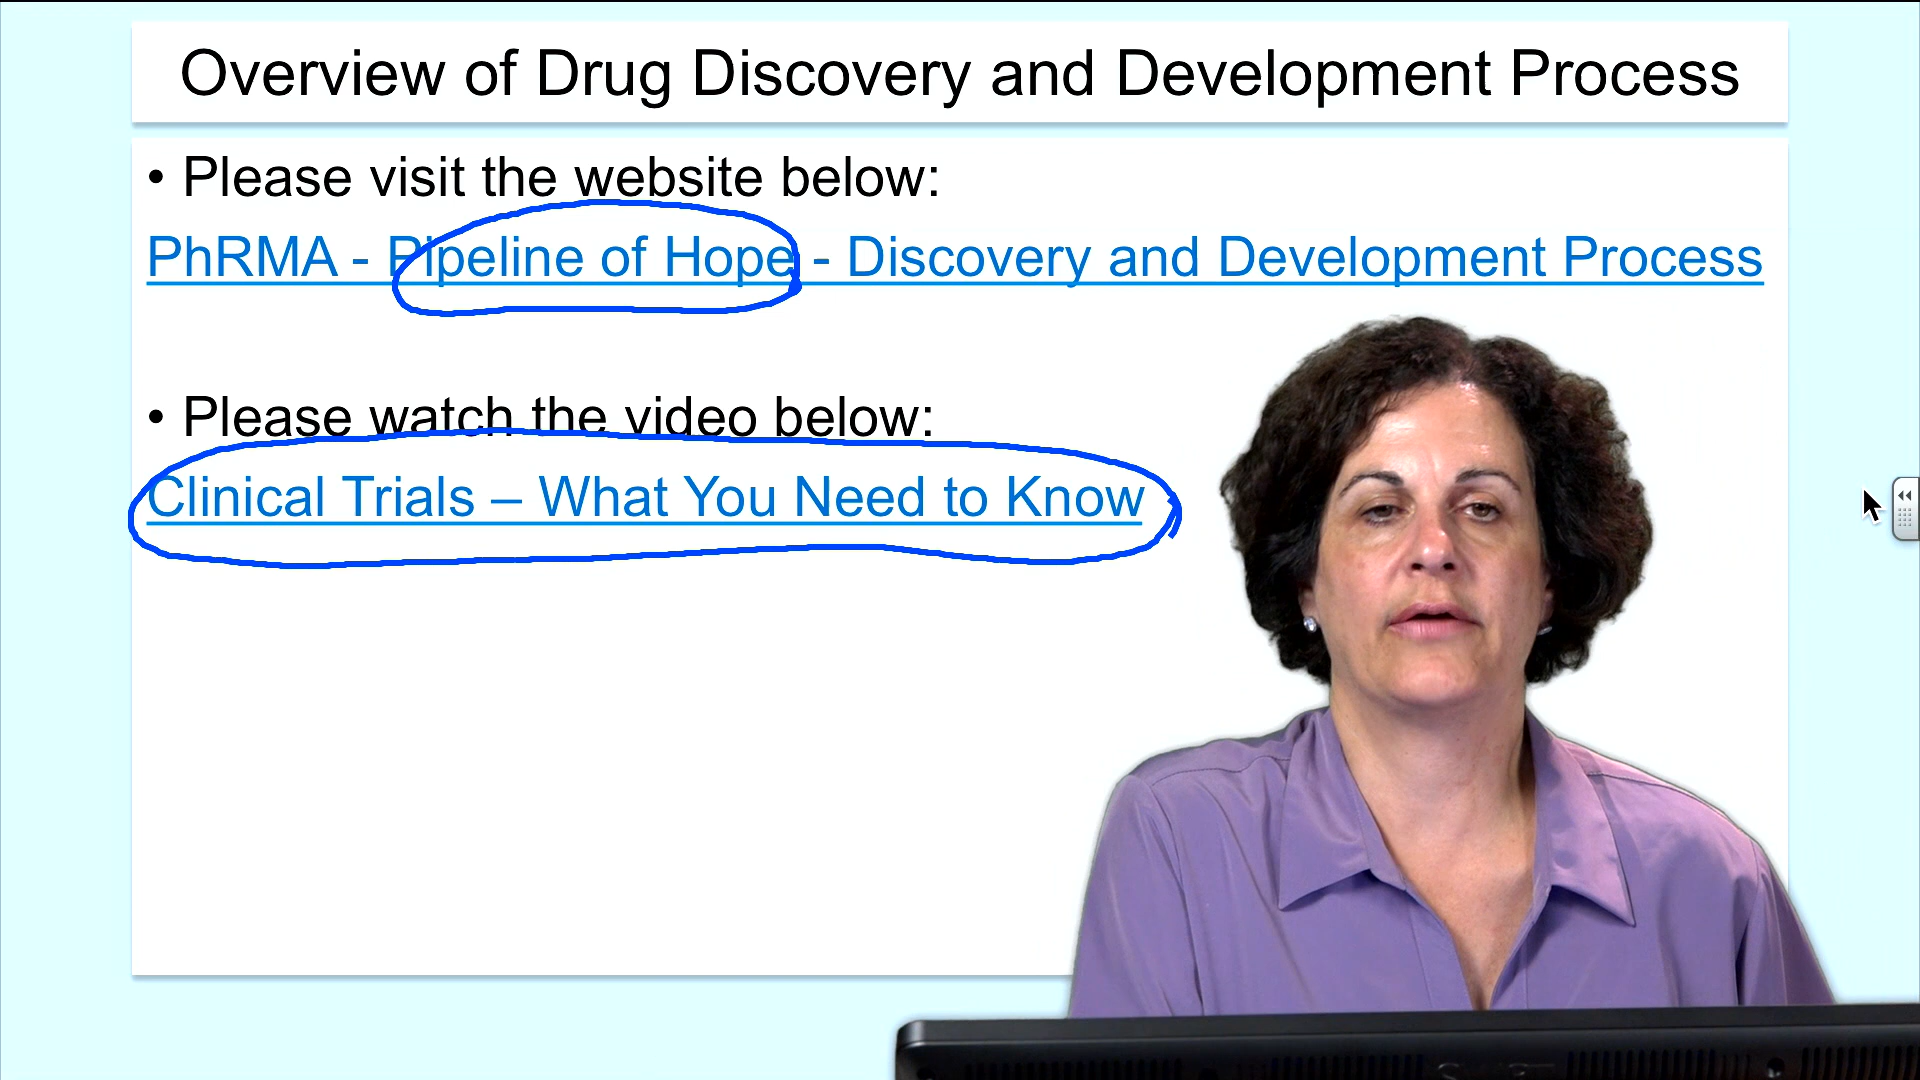 Overview of Drug Discovery and Development Process
• Please visit the website below:
PhRMA - Pipeline of Hope - Discovery and Development Process
• Please watch the video below:
Clinical Trials – What You Need to Know